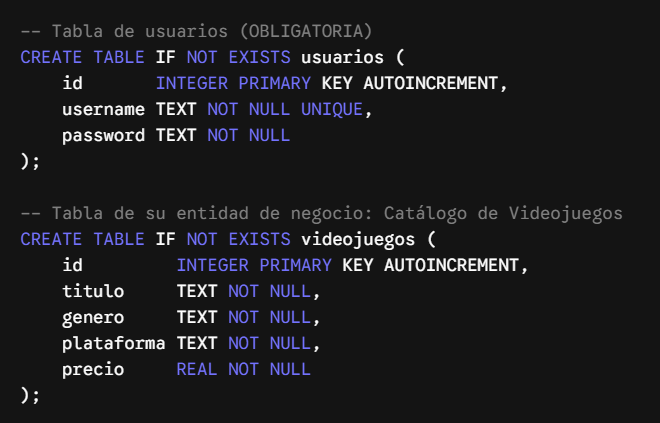 -- Tabla de usuarios (OBLIGATORIA)
CREATE TABLE IF NOT EXISTS usuarios (
    id       INTEGER PRIMARY KEY AUTOINCREMENT,
    username TEXT NOT NULL UNIQUE,
    password TEXT NOT NULL
);

-- Tabla de su entidad de negocio: Catálogo de Videojuegos
CREATE TABLE IF NOT EXISTS videojuegos (
    id         INTEGER PRIMARY KEY AUTOINCREMENT,
    titulo     TEXT NOT NULL,
    genero     TEXT NOT NULL,
    plataforma TEXT NOT NULL,
    precio     REAL NOT NULL
);